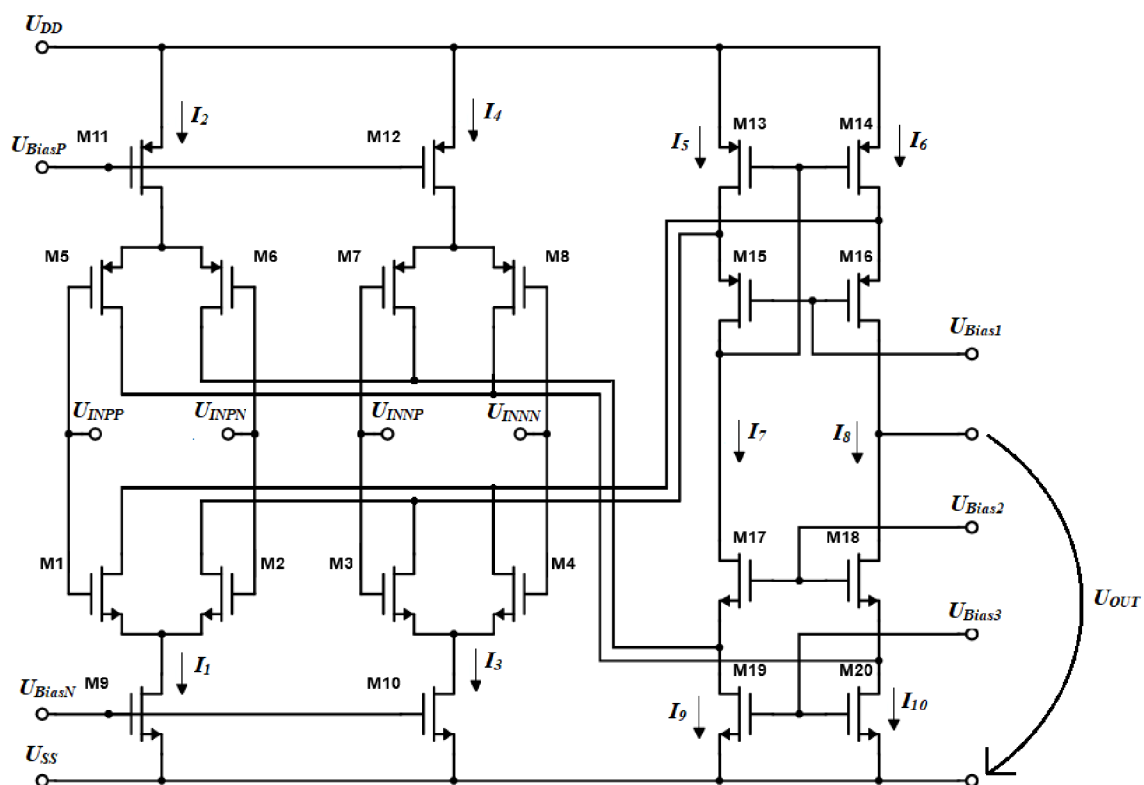 UDD
I2
I4
M11
M12
M13
M14
UBiasP
I5
I6
M5
M6
M7
M8
M15
M16
UBias1
UINPP
UINPN
UINNP
UINNN
I7
I8
UBias2
M17
M18
M1
M2
M3
M4
UOUT
UBias3
I1
I3
M19
M20
UBiasN
M9
M10
I9
I10
USS